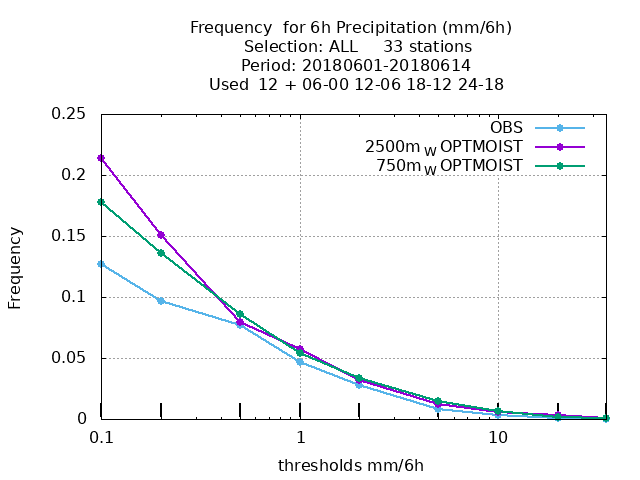 Frequency  for 6h Precipitation (mm/6h)
Selection: ALL     33 stations
Period: 20180601-20180614
Used  12 + 06-00 12-06 18-12 24-18
OBS
2500m W OPTMOIST
750m W OPTMOIST
0.25
0.2
0.15
0.1
0.05
0
Frequency
0.1
1
10
thresholds mm/6h